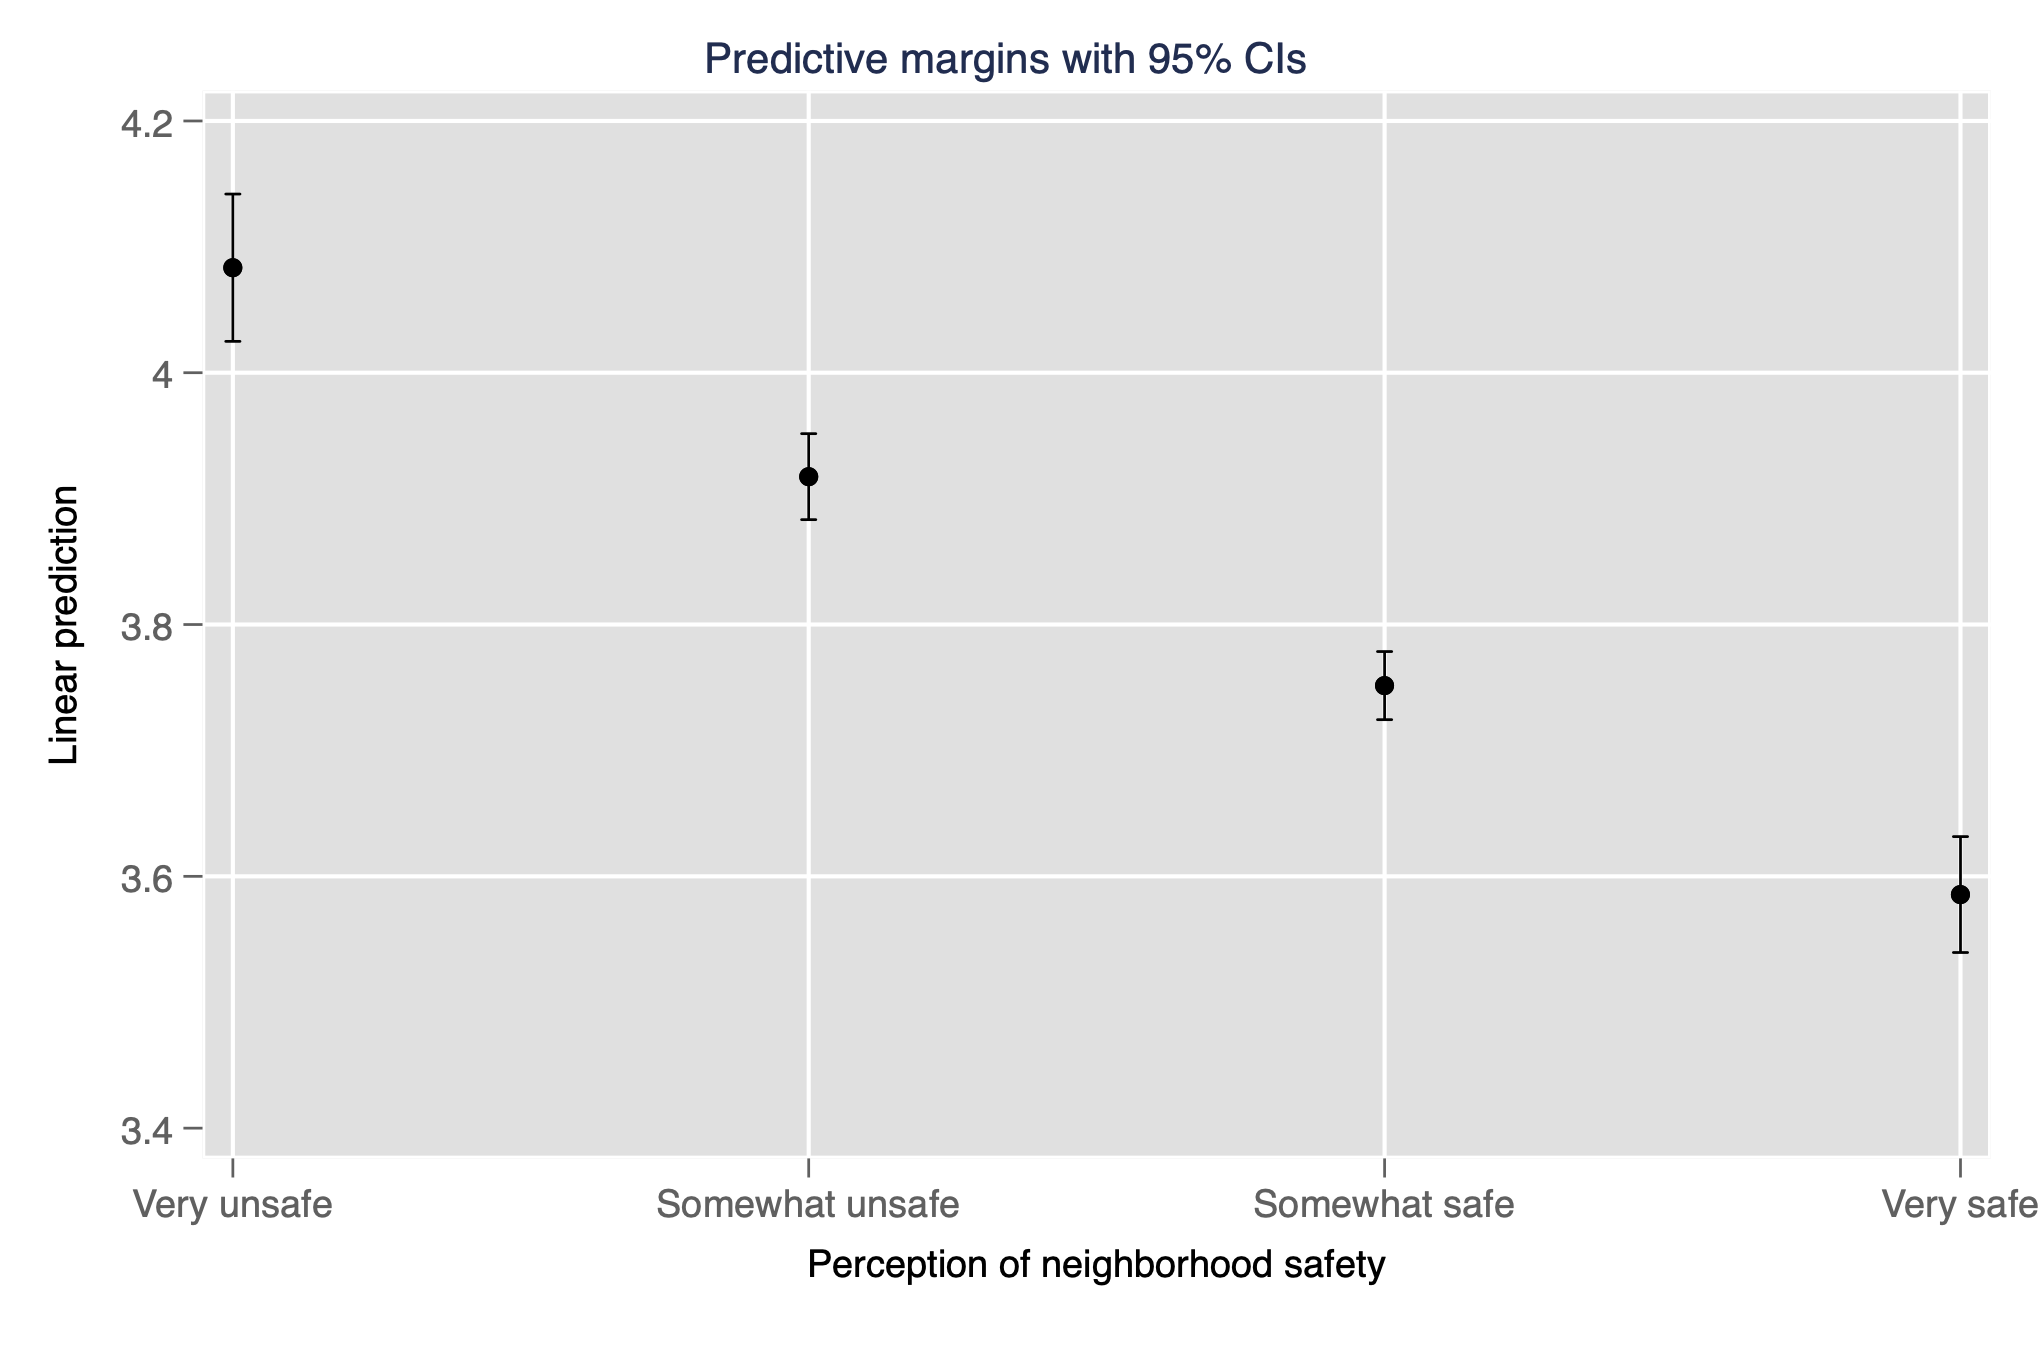 Predictive margins with 95% CIs
4.2
4
3.8
3.6
3.4
Linear prediction
Very unsafe
Somewhat unsafe
Somewhat safe
Very safe
Perception of neighborhood safety